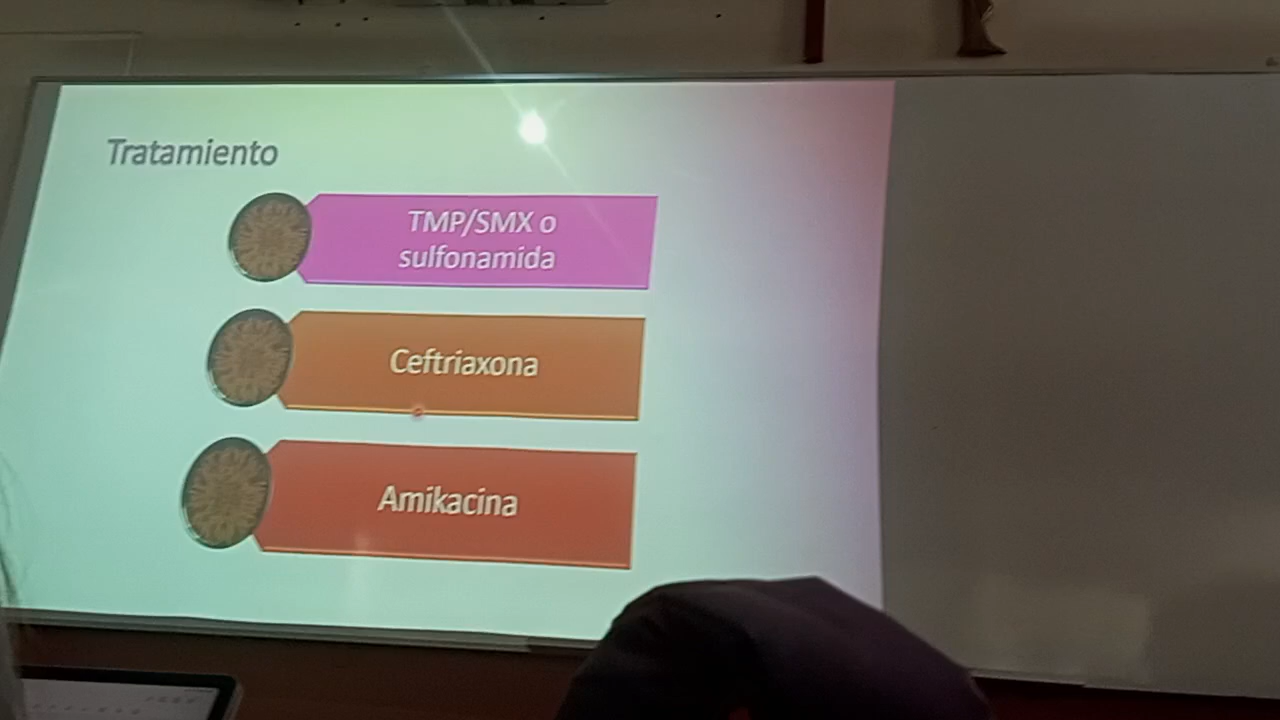 Tratamiento
TMP/SMX o
sulfonamida
Ceftriaxona
Amikacina